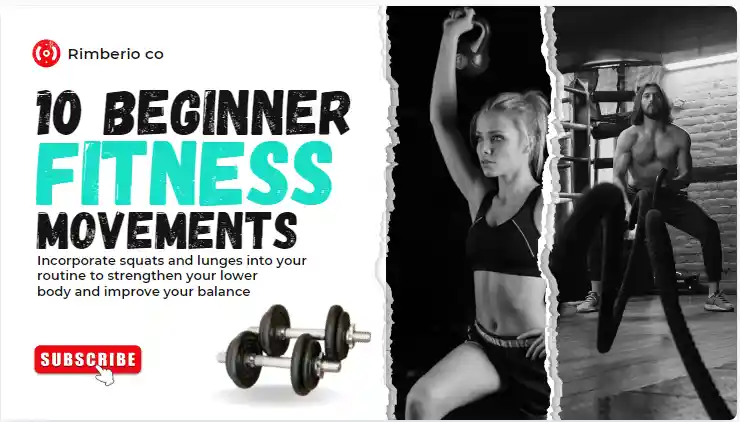 Rimberio co
10 BEGINNER
FITNESS
MOVEMENTS
Incorporate squats and lunges into your
routine to strengthen your lower
body and improve your balance
SUBSCRIBE